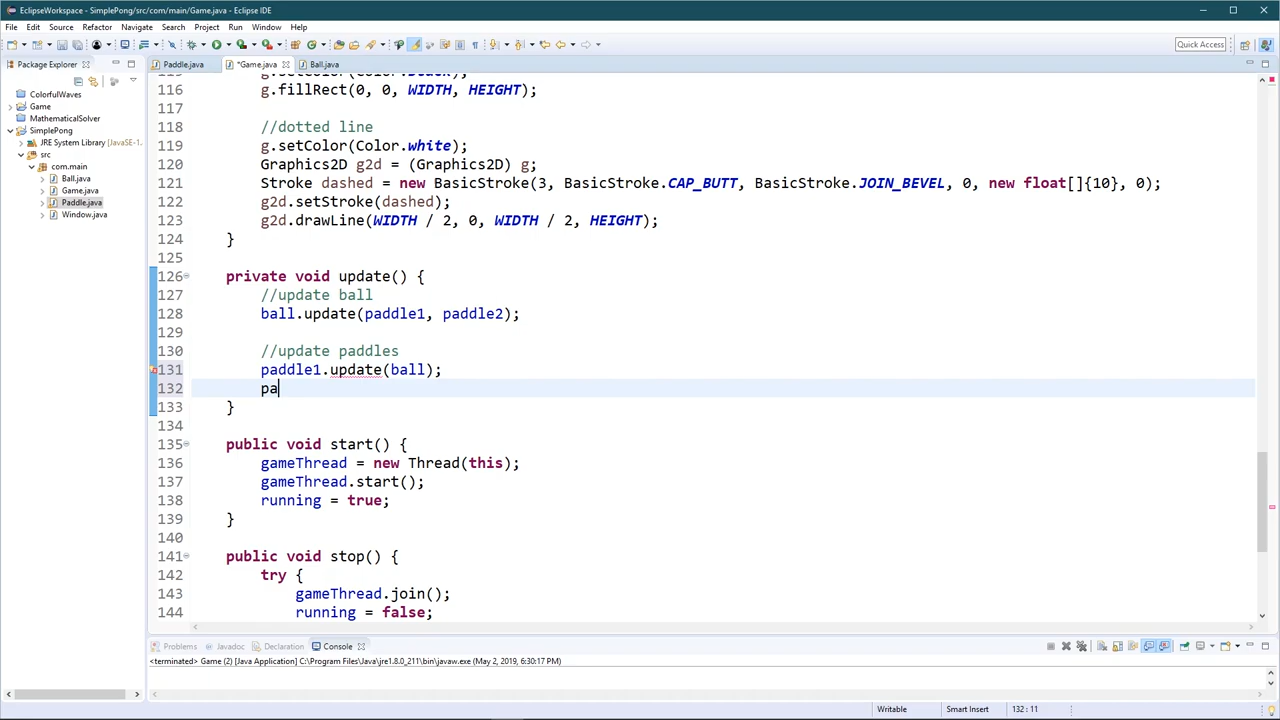 EclipseWorkspace - SimplePong/src/com/main/Game.java - Eclipse IDE
File Edit Source Refactor Navigate Search Project Run Window Help
Quick Access
Package Explorer
Paddle.java *Game.java Ball.java
ColorfulWaves
Game
MathematicalSolver
SimplePong
JRE System Library [JavaSE-1.
src
com.main
Ball.java
Game.java
Paddle.java
Window.java
115 g.setColor(Color.black);
116 g.fillRect(0, 0, WIDTH, HEIGHT);
117
118 //dotted line
119 g.setColor(Color.white);
120 Graphics2D g2d = (Graphics2D) g;
121 Stroke dashed = new BasicStroke(3, BasicStroke.CAP_BUTT, BasicStroke.JOIN_BEVEL, 0, new float[]{10}, 0);
122 g2d.setStroke(dashed);
123 g2d.drawLine(WIDTH / 2, 0, WIDTH / 2, HEIGHT);
124 }
125
126 private void update() {
127 //update ball
128 ball.update(paddle1, paddle2);
129
130 //update paddles
131 paddle1.update(ball);
132 pa
133 }
134
135 public void start() {
136 gameThread = new Thread(this);
137 gameThread.start();
138 running = true;
139 }
140
141 public void stop() {
142 try {
143 gameThread.join();
144 running = false;
Problems Javadoc Declaration Console
<terminated> Game (2) [Java Application] C:\Program Files\Java\jre1.8.0_211\bin\javaw.exe (May 2, 2019, 6:30:17 PM)
Writable Smart Insert 132 : 11